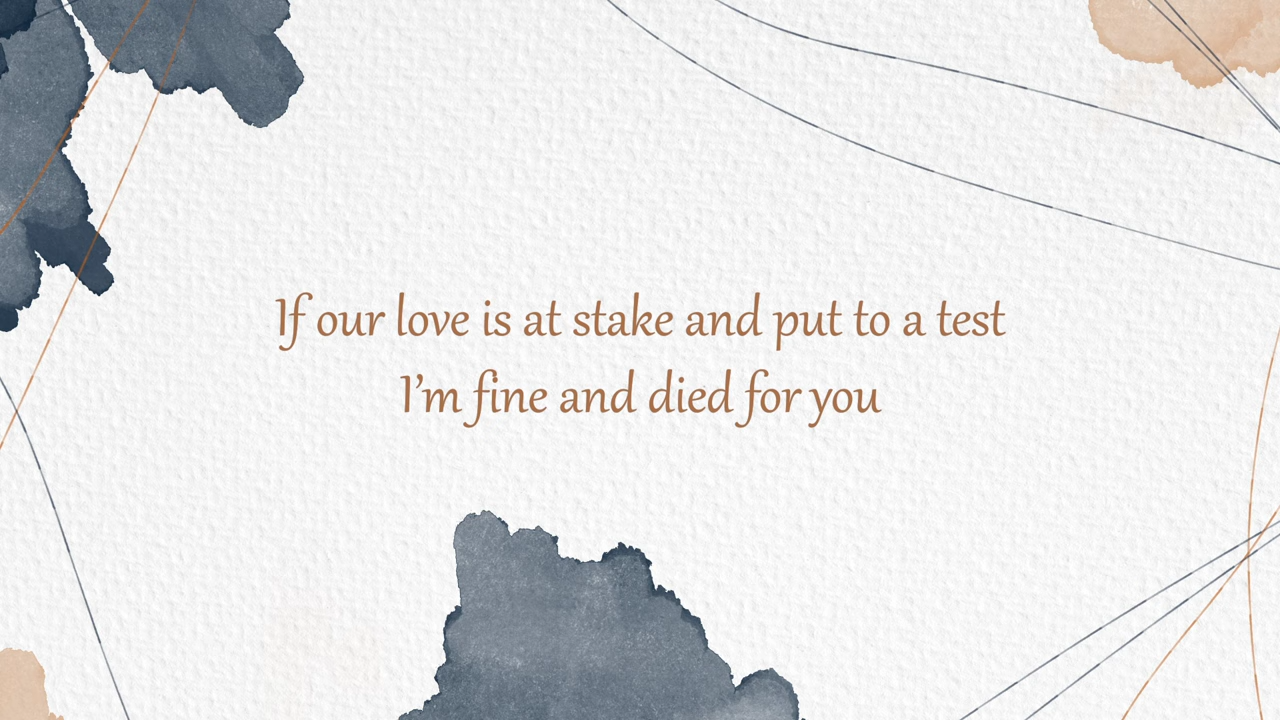 If our love is at stake and put to a test
I’m fine and died for you